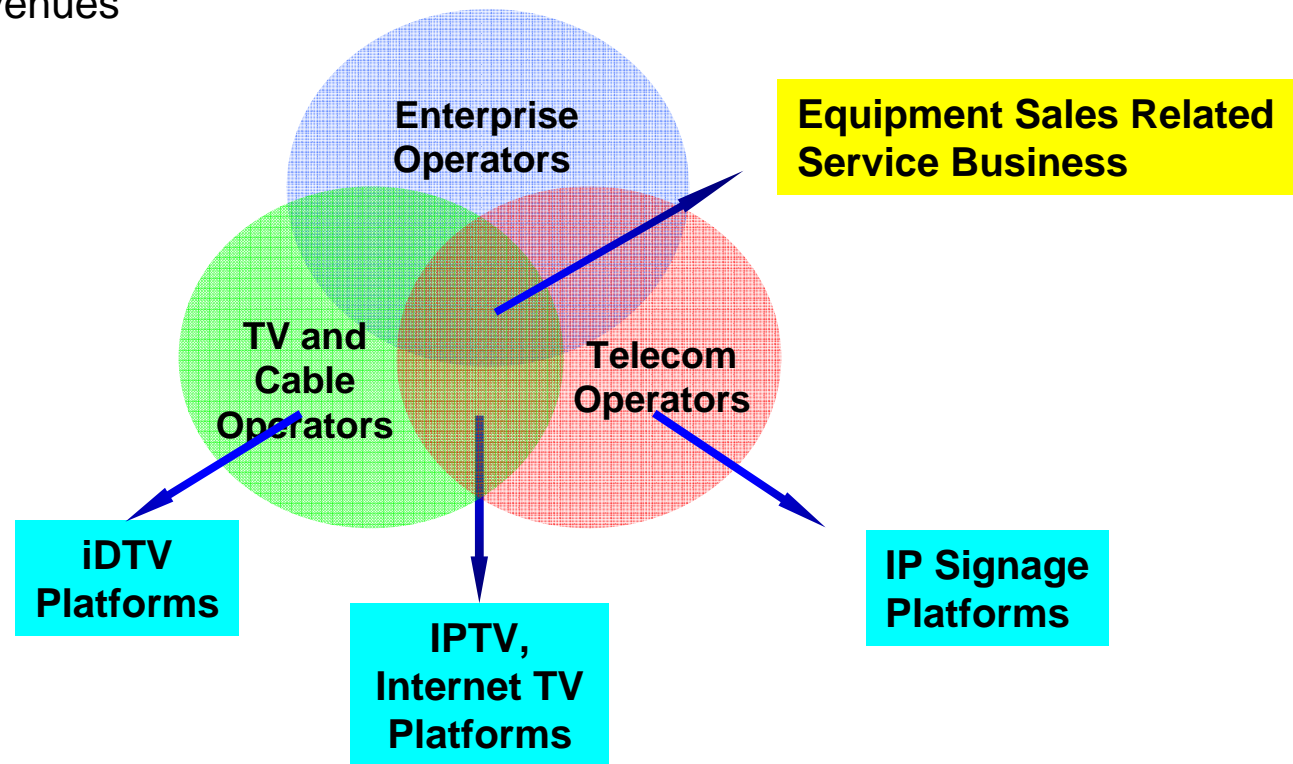 Enterprise
Operators
Equipment Sales Related
Service Business
TV and
Cable
Operators
Telecom
Operators
iDTV
Platforms
IPTV,
Internet TV
Platforms
IP Signage
Platforms